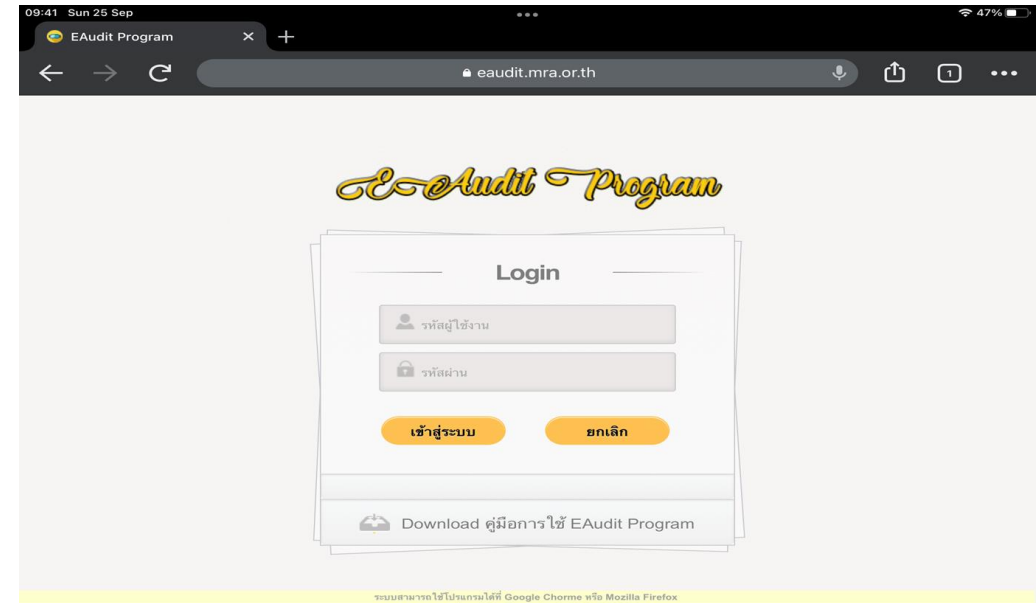 09:41 Sun 25 Sep
47%
EAudit Program
eaudit.mra.or.th
1
E-Audit Program
Login
รหัสผู้ใช้งาน
รหัสผ่าน
เข้าสู่ระบบ
ยกเลิก
Download คู่มือการใช้ EAudit Program
ระบบสามารถใช้โปรแกรมได้ที่ Google Chorme หรือ Mozilla Firefox